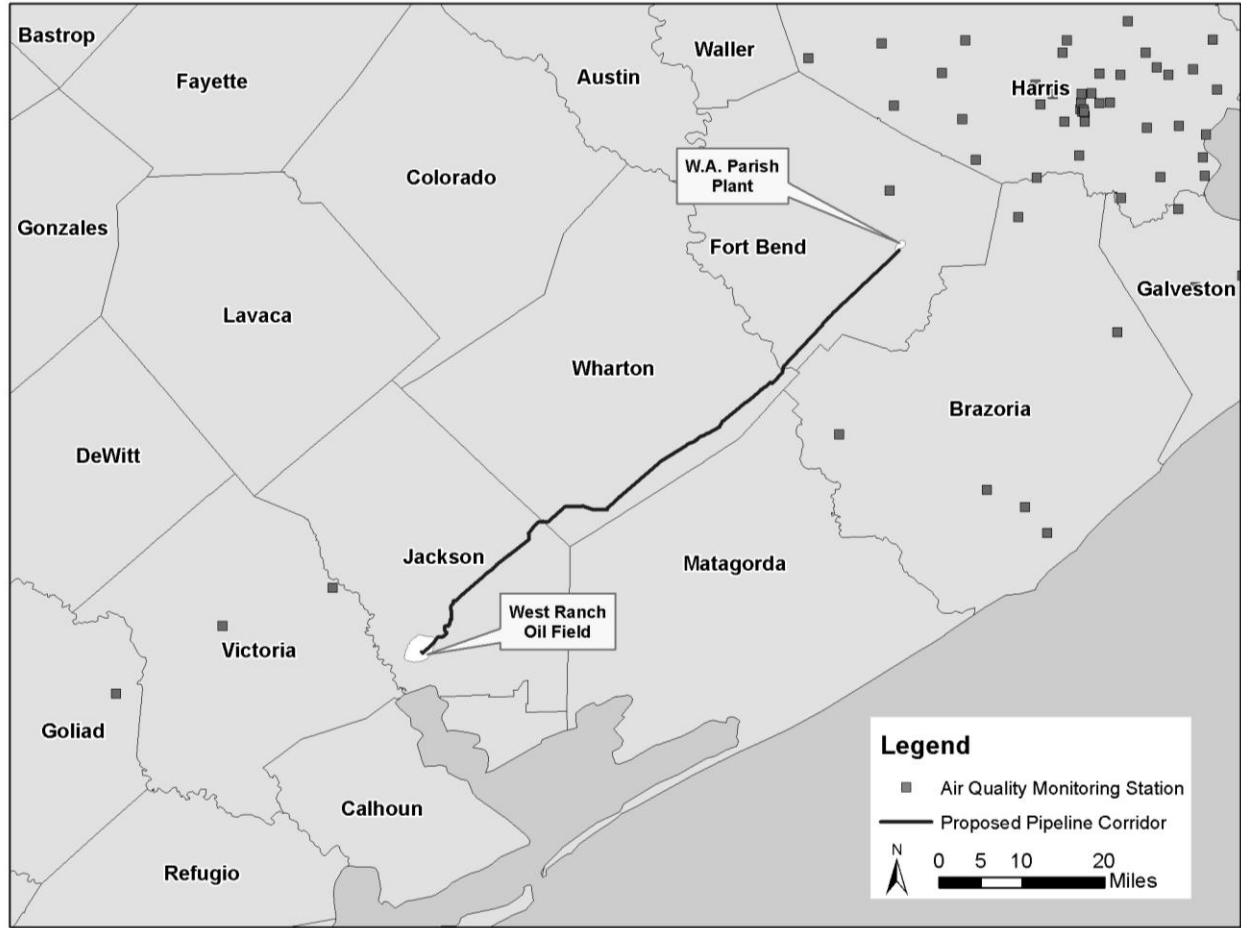 Bastrop
Fayette
Austin
Waller
Harris
W.A. Parish
Plant
Colorado
Gonzales
Fort Bend
Lavaca
Galveston
Wharton
Brazoria
DeWitt
Jackson
Matagorda
West Ranch
Oil Field
Victoria
Goliad
Calhoun
Refugio
Legend
Air Quality Monitoring Station
Proposed Pipeline Corridor
N
0 5 10 20
Miles